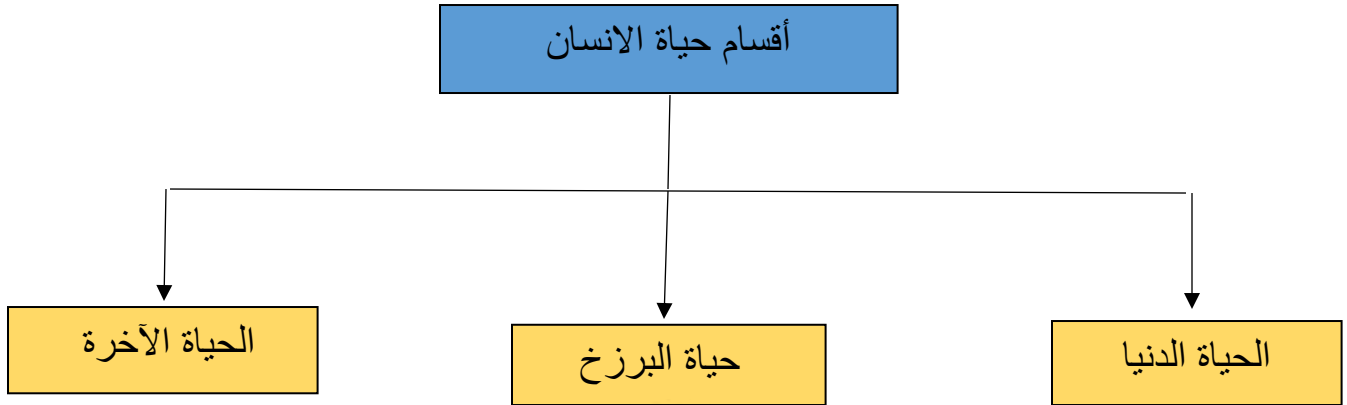 أقسام حياة الانسان
الحياة الدنيا
حياة البرزخ
الحياة الآخرة